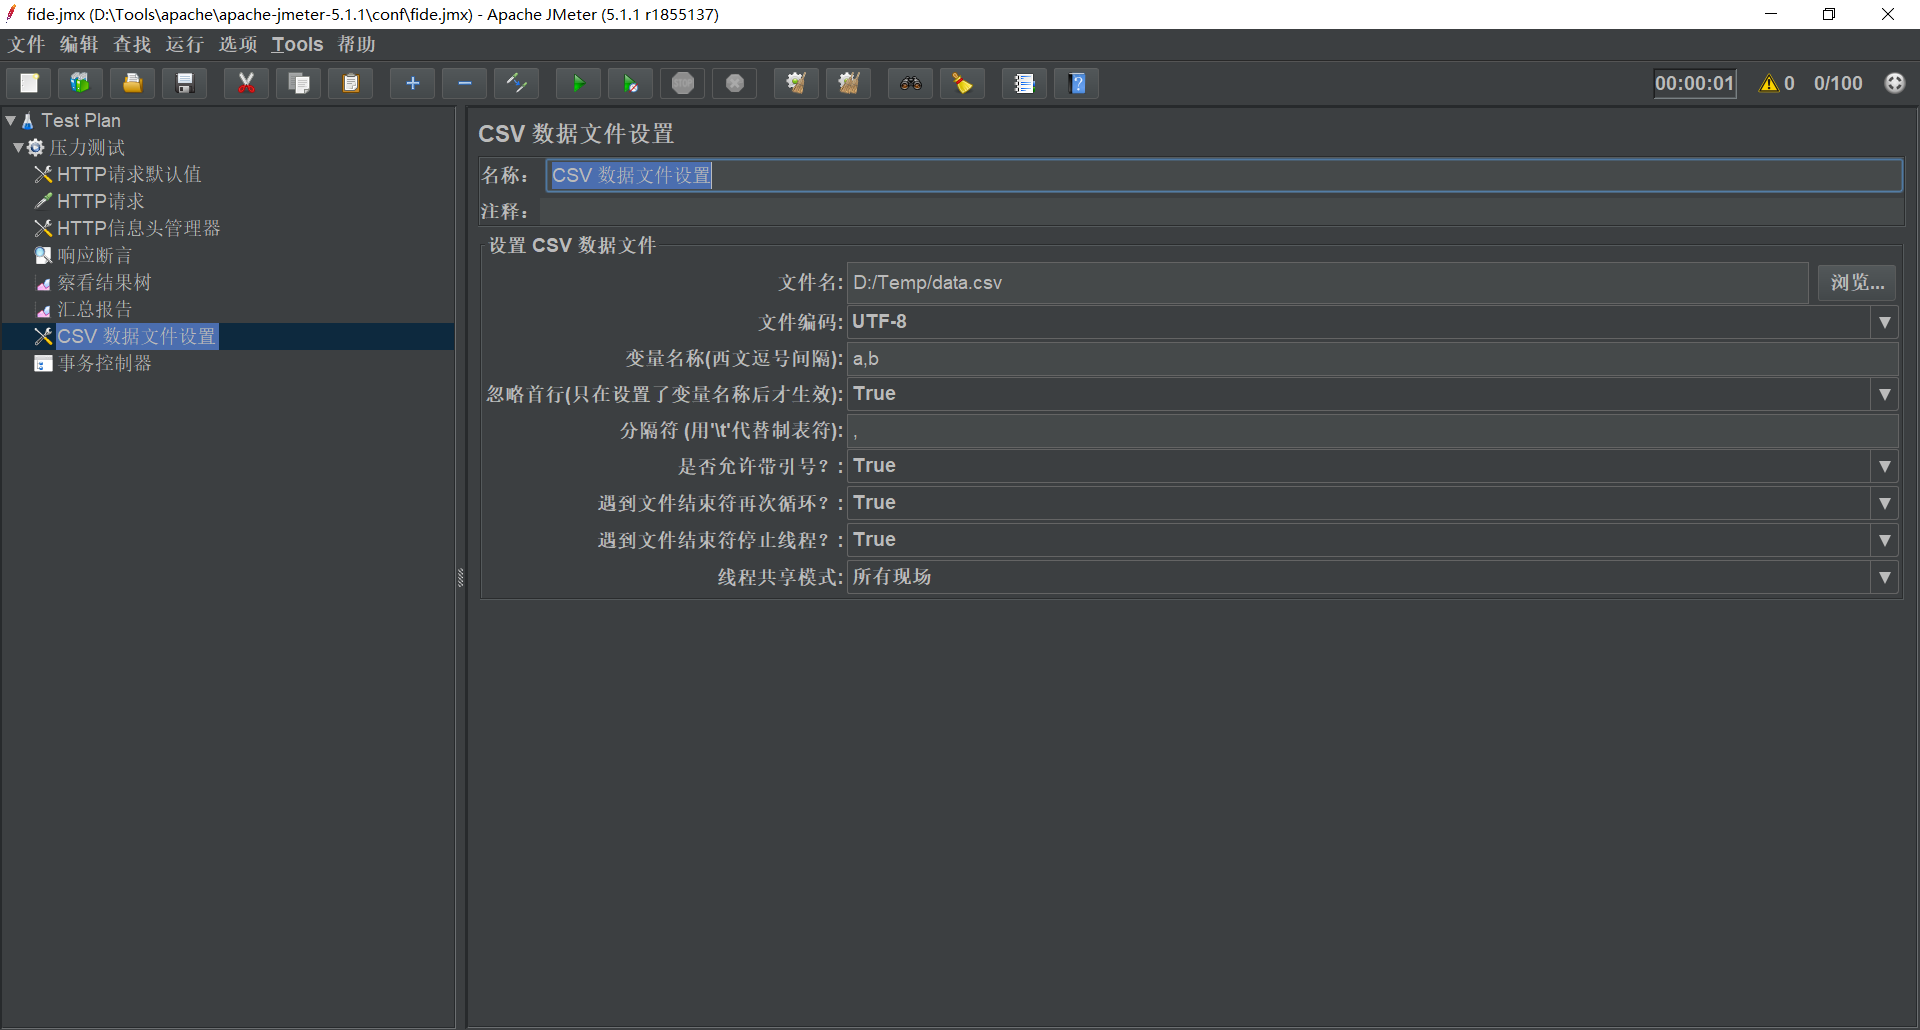 fide.jmx (D:\Tools\apache\apache-jmeter-5.1.1\conf\fide.jmx) - Apache JMeter (5.1.1 r1855137)
文件 编辑 查找 运行 选项 Tools 帮助
00:00:01 0 0/100
Test Plan
压力测试
HTTP请求默认值
HTTP请求
HTTP信息头管理器
响应断言
察看结果树
汇总报告
CSV 数据文件设置
事务控制器
CSV 数据文件设置
名称： CSV 数据文件设置
注释：
设置 CSV 数据文件
文件名: D:/Temp/data.csv 浏览...
文件编码: UTF-8
变量名称(西文逗号间隔): a,b
忽略首行(只在设置了变量名称后才生效): True
分隔符 (用'\t'代替制表符): ,
是否允许带引号? : True
遇到文件结束符再次循环? : True
遇到文件结束符停止线程? : True
线程共享模式: 所有现场